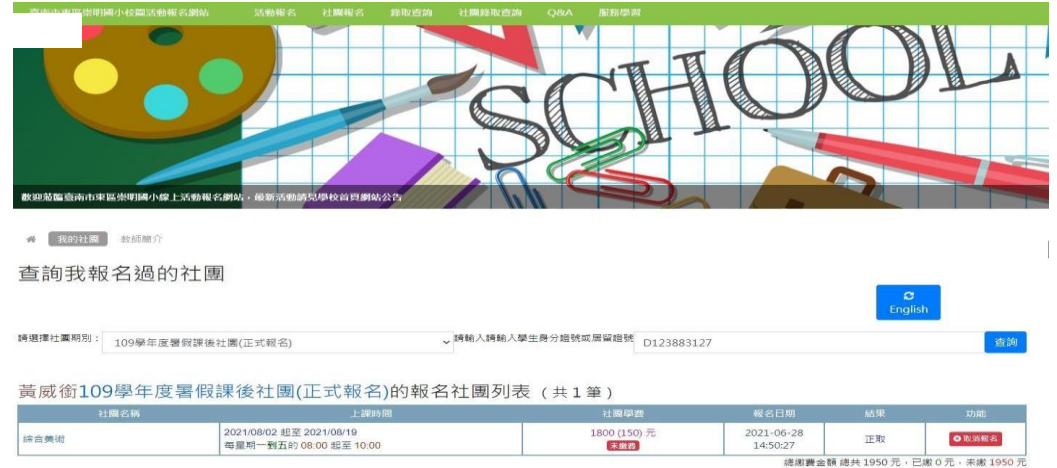 臺南市東區崇明國小校園活動報名網站 活動報名 社團報名 錄取查詢 社團錄取查詢 Q&A 服務學習
SCHOOL
歡迎蒞臨臺南市東區崇明國小線上活動報名網站，最新活動請見學校首頁網站公告
我的社團 教師簡介
查詢我報名過的社團
English
請選擇社團期別： 109學年度暑假課後社團(正式報名) 請輸入請輸入學生身分證號或居留證號 D123883127 查詢
黃威銜109學年度暑假課後社團(正式報名)的報名社團列表 （共 1 筆）
社團名稱 上課時間 社團學費 報名日期 結果 功能
綜合美術 2021/08/02 起至 2021/08/19 1800 (150) 元 2021-06-28 正取 取消報名
每星期一到五的 08:00 起至 10:00 未繳費 14:50:27
總繳費金額 總共 1950 元，已繳 0 元，未繳 1950 元